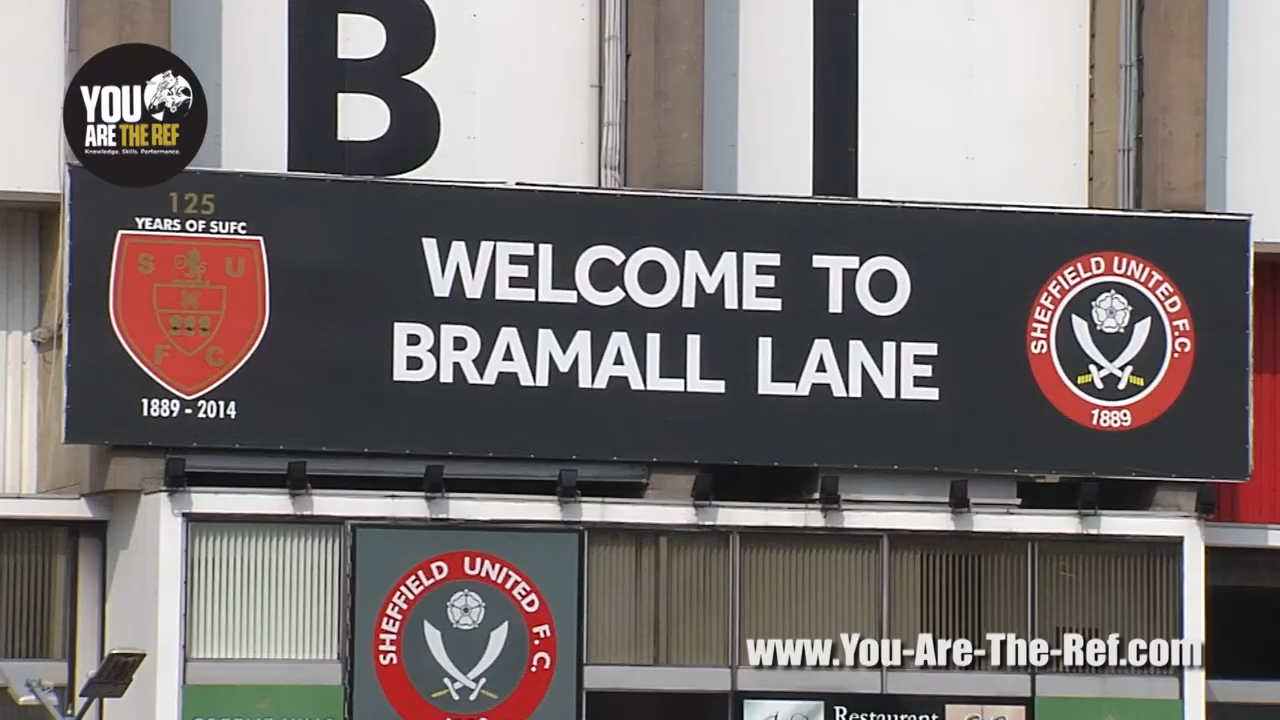 B
YOU
ARE THE REF
Knowledge. Skills. Performance.
125
YEARS OF SUFC
S U
F C
1889 - 2014
WELCOME TO
BRAMALL LANE
SHEFFIELD UNITED F.C.
1889
SHEFFIELD UNITED F.C.
www.You-Are-The-Ref.com
Restaurant